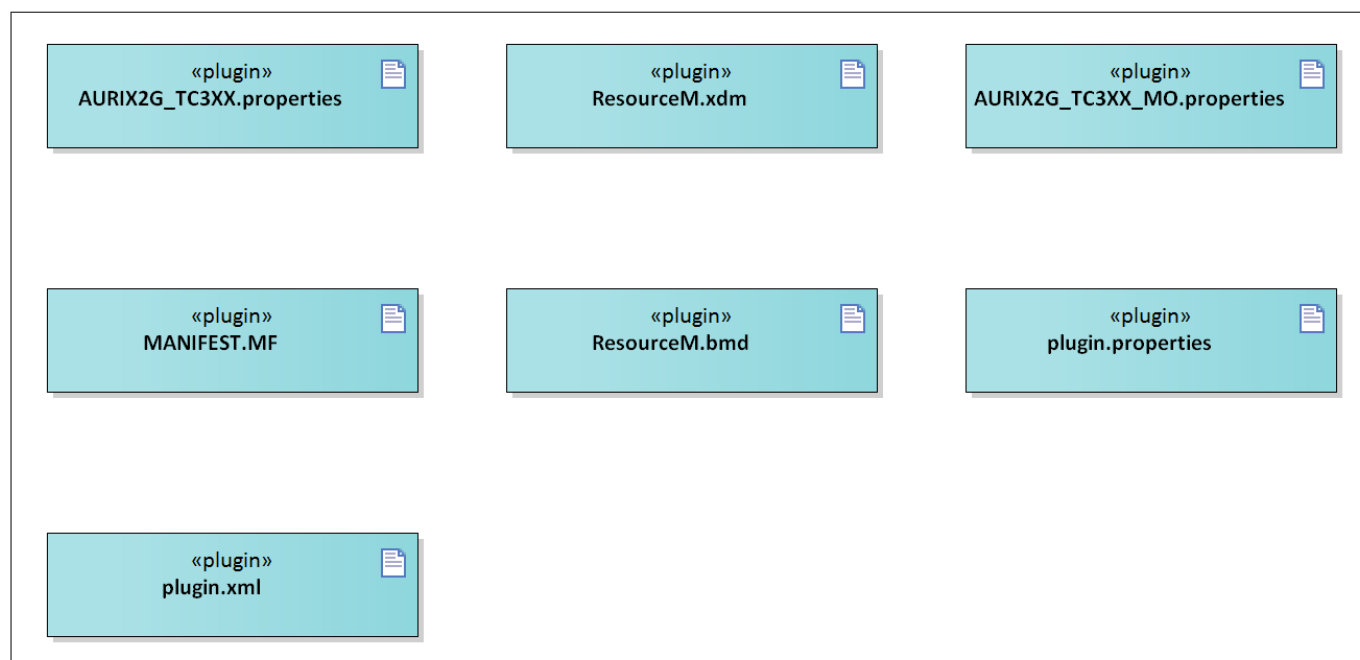 «plugin»
AURIX2G_TC3XX.properties
«plugin»
ResourceM.xdm
«plugin»
AURIX2G_TC3XX_MO.properties
«plugin»
MANIFEST.MF
«plugin»
ResourceM.bmd
«plugin»
plugin.properties
«plugin»
plugin.xml